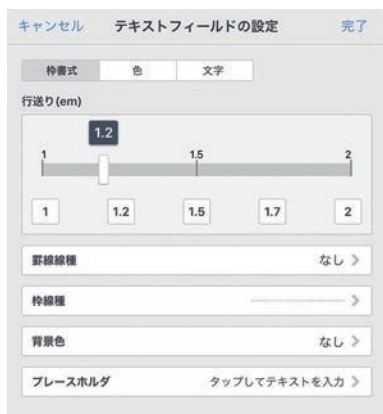 キャンセル テキストフィールドの設定 完了
枠書式 色 文字
行送り(em)
1.2
1 1.5 2
1 1.2 1.5 1.7 2
罫線線種 なし
枠線種
背景色 なし
プレースホルダ タップしてテキストを入力